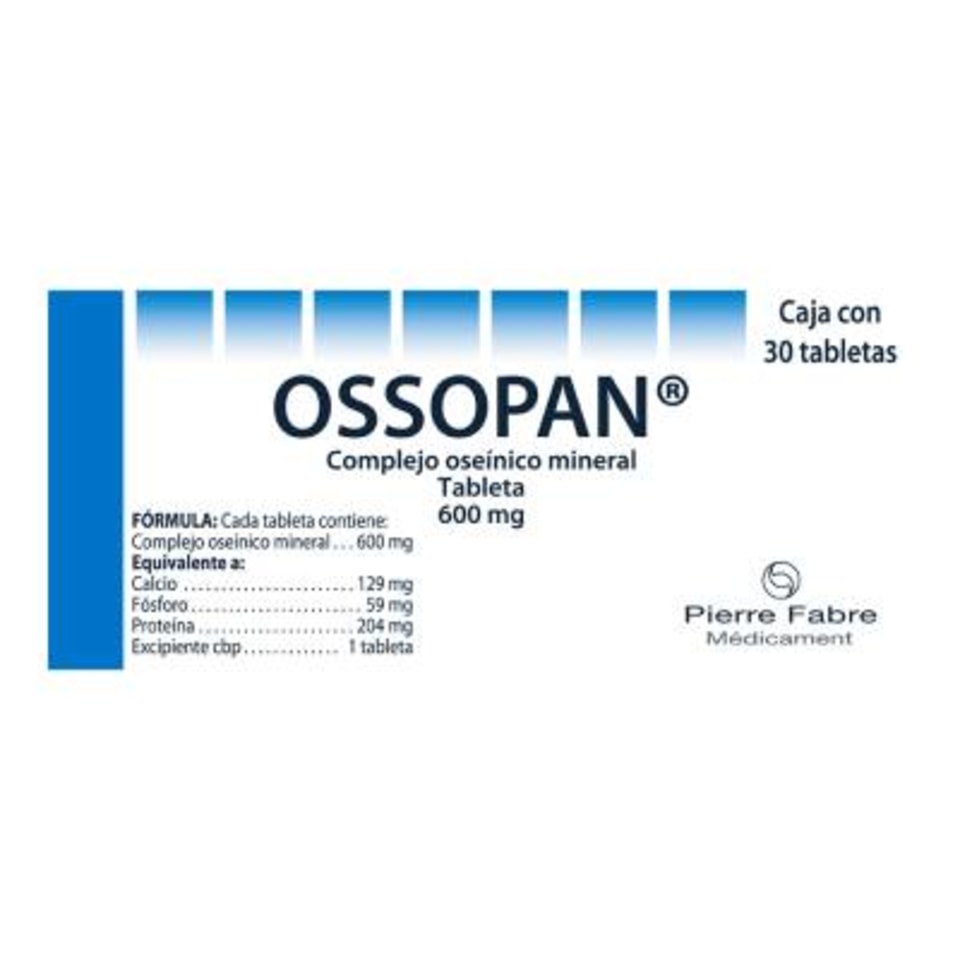 Caja con
30 tabletas
OSSOPAN®
Complejo oseínico mineral
Tableta
600 mg
FÓRMULA: Cada tableta contiene:
Complejo oseínico mineral... 600 mg
Equivalente a:
Calcio ........................ 129 mg
Fósforo ........................ 59 mg
Proteína ...................... 204 mg
Excipiente cbp ............. 1 tableta
Pierre Fabre
Médicament